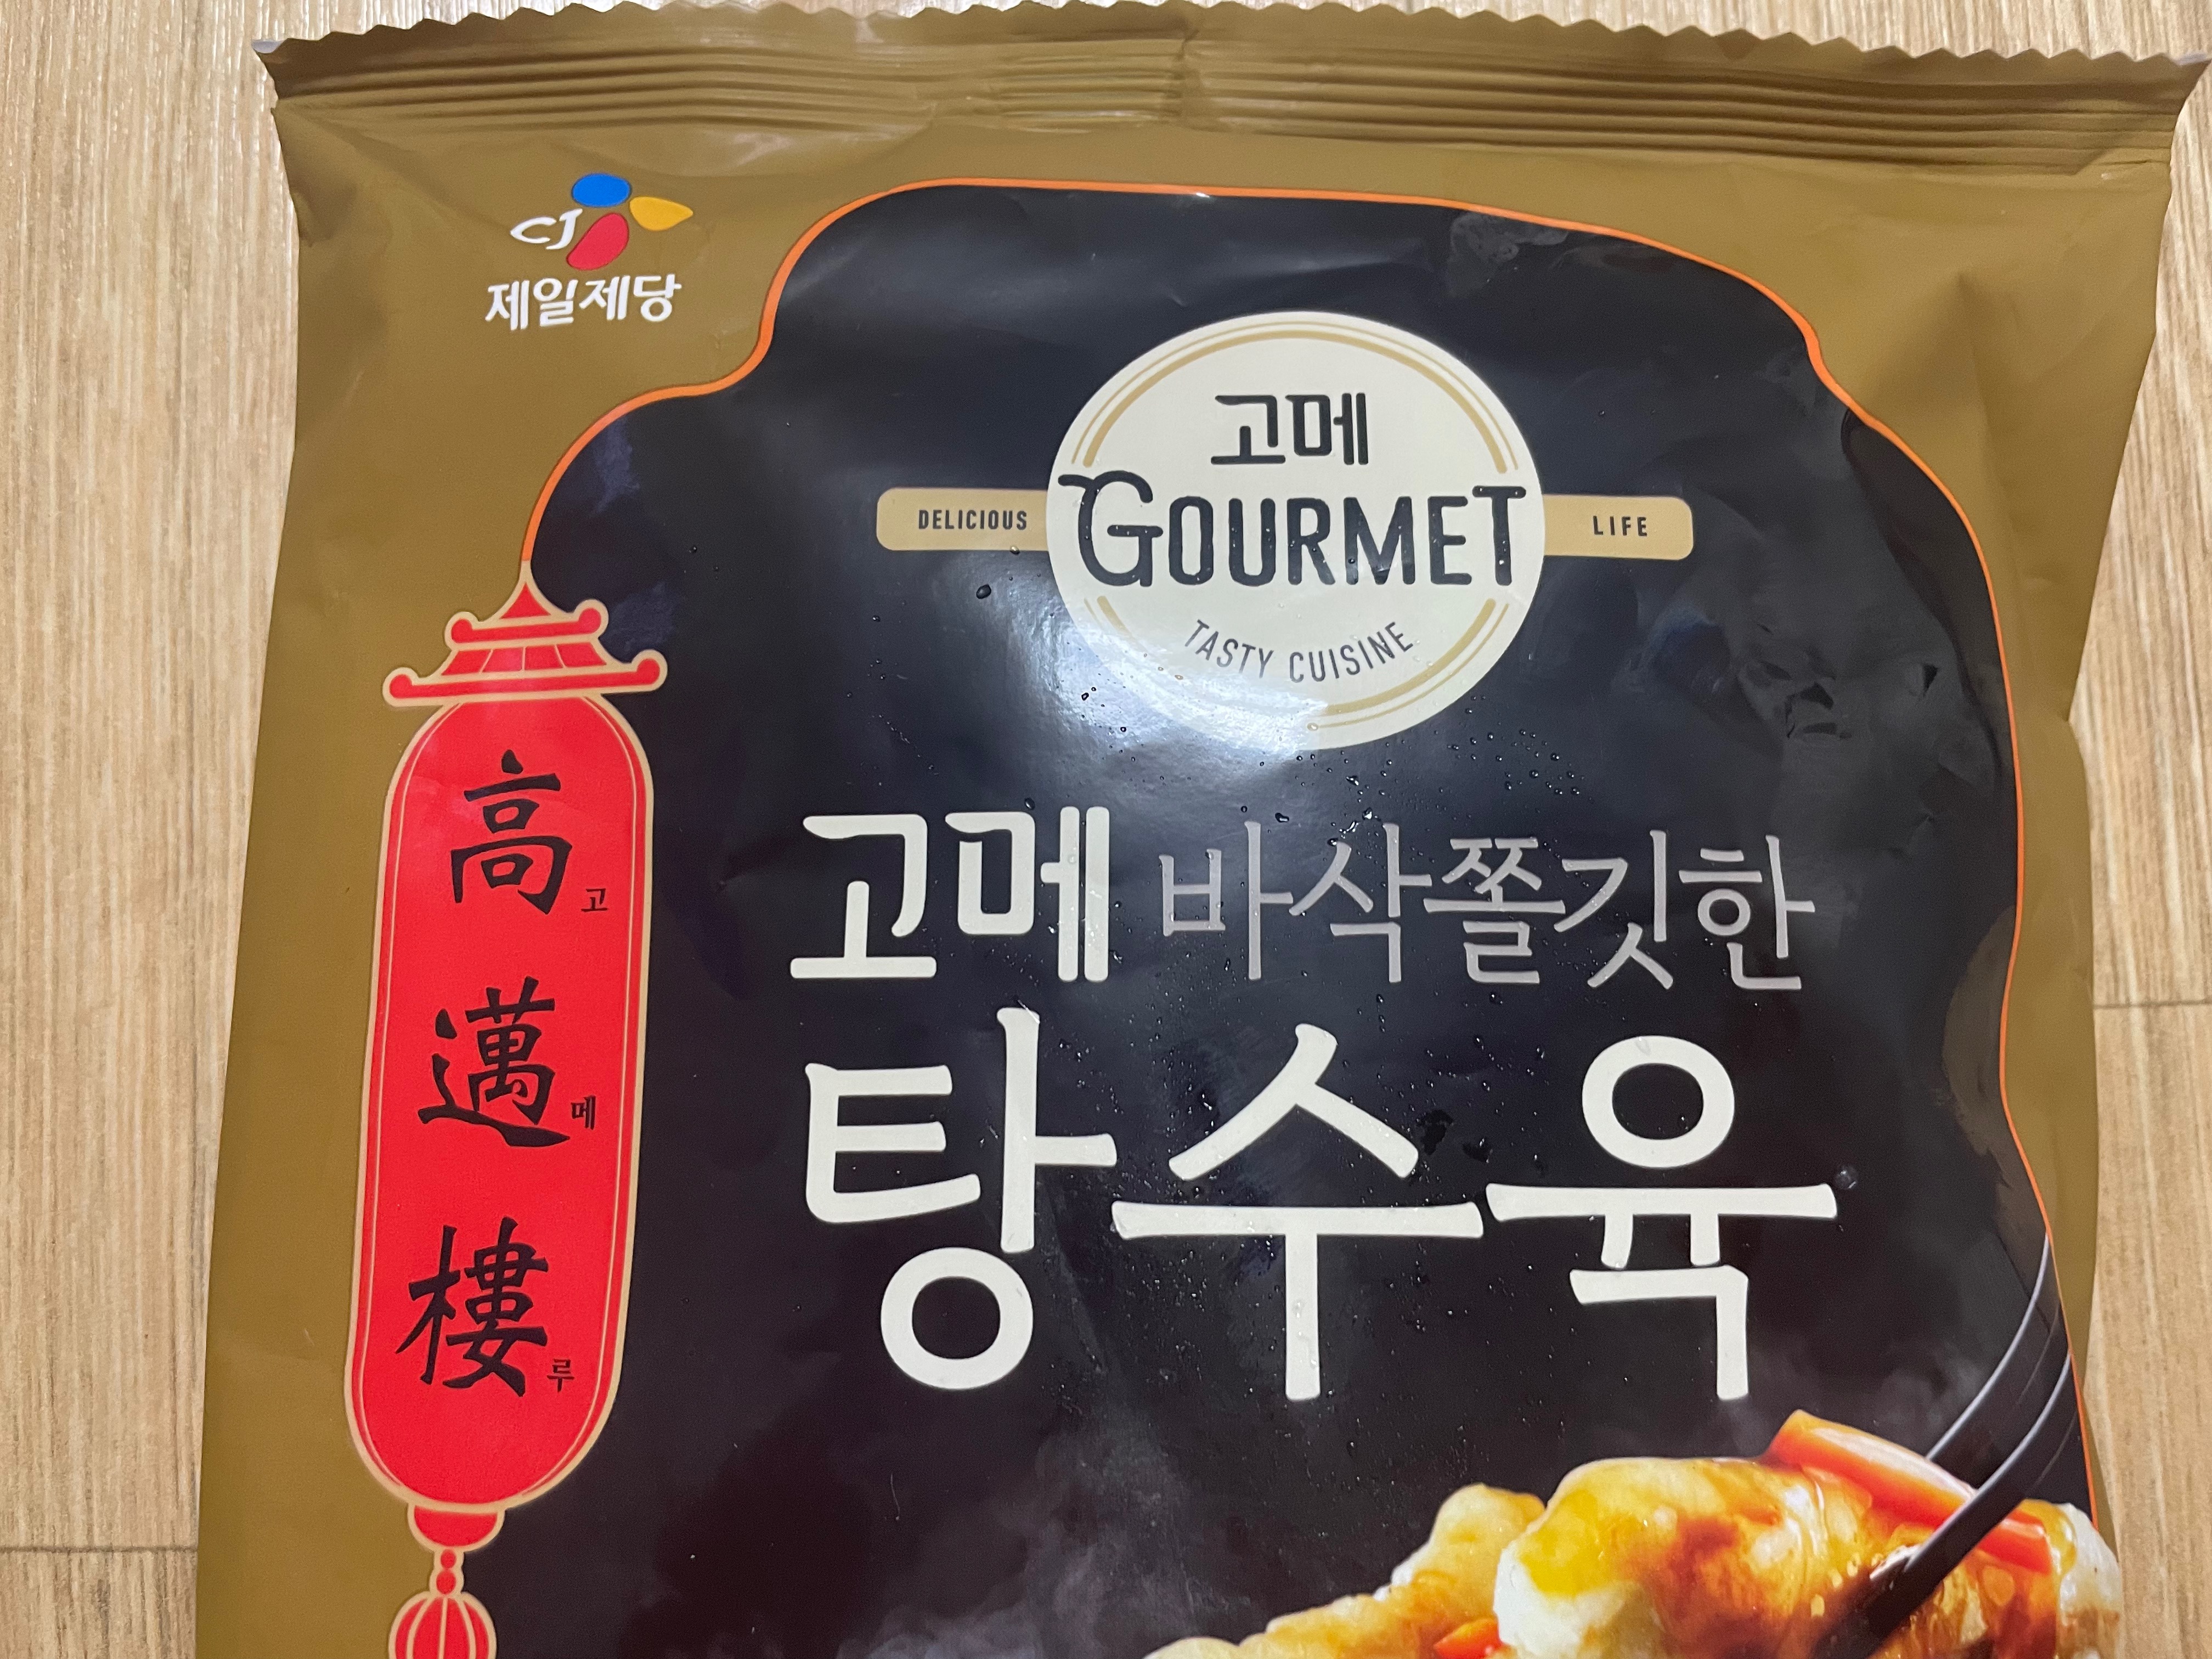 CJ
제일제당
고메
DELICIOUS GOURMET LIFE
TASTY CUISINE
高고
邁메
樓루
고메 바삭쫄깃한
탕수육